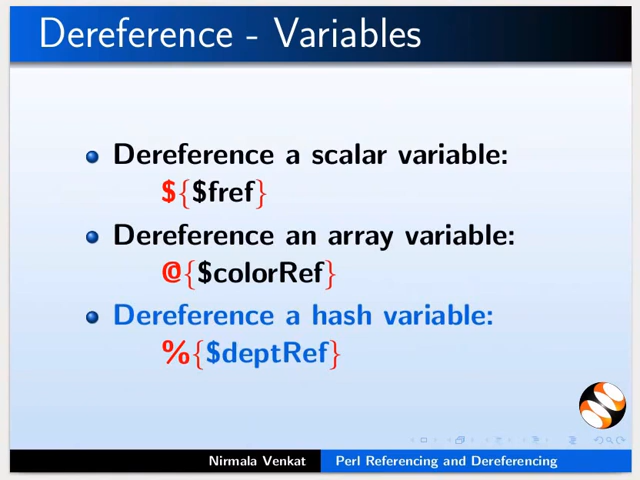 Dereference - Variables
Dereference a scalar variable:
${$fref}
Dereference an array variable:
@{$colorRef}
Dereference a hash variable:
%{$deptRef}
Nirmala Venkat
Perl Referencing and Dereferencing